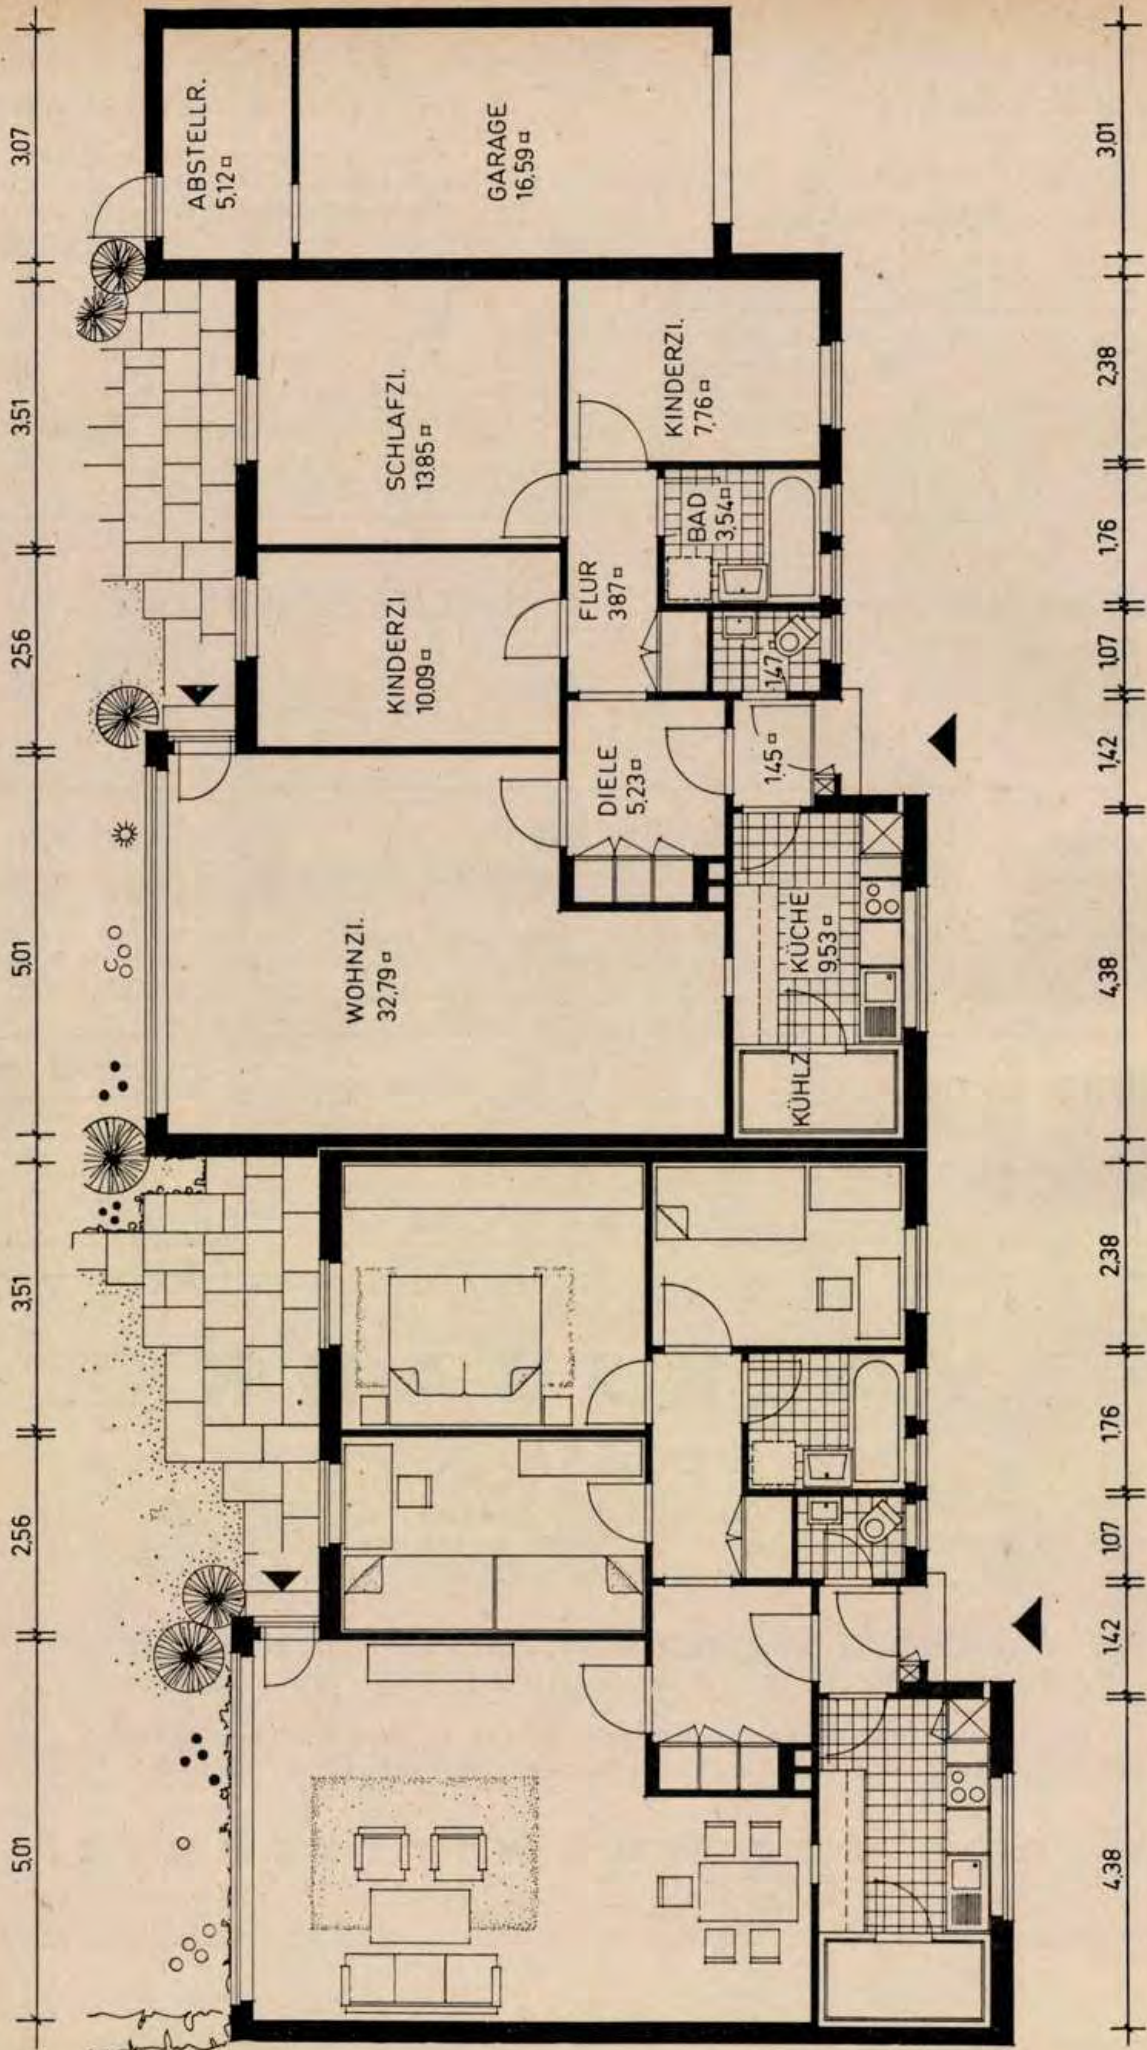 3,07
3,51
2,56
5,01
3,51
2,56
5,01
ABSTELLR.
5,12 ¤
GARAGE
16,59 ¤
SCHLAFZI.
13,85 ¤
KINDERZI.
7,76 ¤
KINDERZI
10,09 ¤
FLUR
3,87 ¤
BAD
3,54 ¤
1,47 ¤
DIELE
5,23 ¤
1,45 ¤
WOHNZI.
32,79 ¤
KÜCHE
9,53 ¤
KÜHLZ.
3,01
2,38
1,76
1,07
1,42
4,38
2,38
1,76
1,07
1,42
4,38